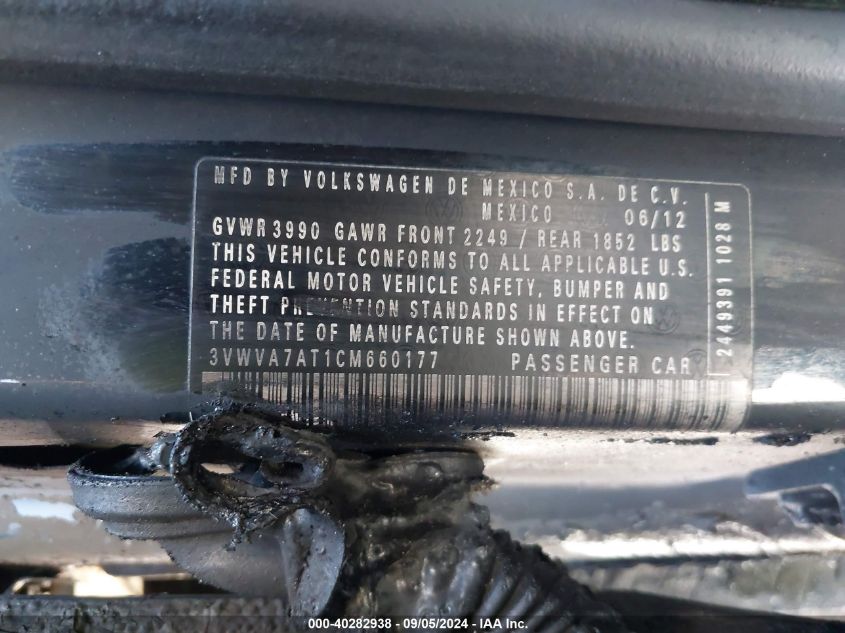 MFD BY VOLKSWAGEN DE MEXICO S.A. DE C.V.
MEXICO 06/12
GVWR 3990 GAWR FRONT 2249 / REAR 1852 LBS
THIS VEHICLE CONFORMS TO ALL APPLICABLE U.S.
FEDERAL MOTOR VEHICLE SAFETY, BUMPER AND
THEFT PREVENTION STANDARDS IN EFFECT ON
THE DATE OF MANUFACTURE SHOWN ABOVE.
3VWVA7AT1CM660177 PASSENGER CAR
2449391 1028 M
000-40282938 - 09/05/2024 - IAA Inc.